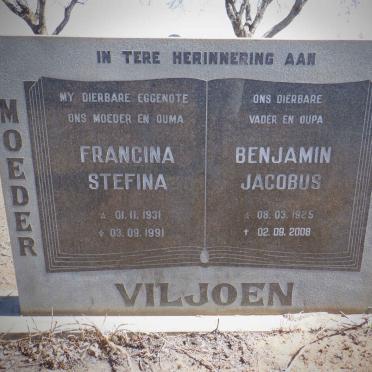 IN TERE HERINNERING AAN
MOEDER
MY DIERBARE EGGENOTE
ONS MOEDER EN OUMA
FRANCINA
STEFINA
☆ 01.11.1931
✝ 03.09.1991
ONS DIERBARE
VADER EN OUPA
BENJAMIN
JACOBUS
☆ 08.03.1925
✝ 02.09.2008
VILJOEN